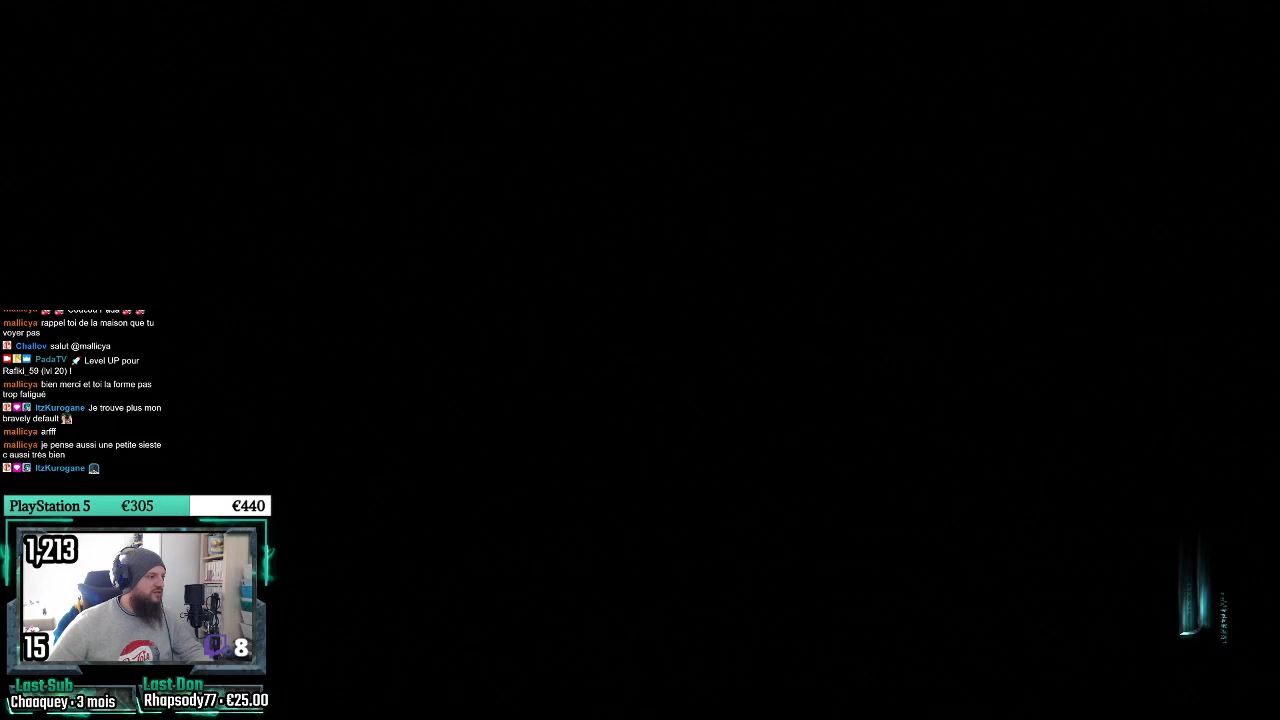 mallicya Coucou Pada
mallicya rappel toi de la maison que tu
voyer pas
Challov salut @mallicya
PadaTV Level UP pour
Rafiki_59 (lvl 20) !
mallicya bien merci et toi la forme pas
trop fatigué
ItzKurogane Je trouve plus mon
bravely default
mallicya arfff
mallicya je pense aussi une petite sieste
c aussi très bien
ItzKurogane
PlayStation 5 €305 €440
1,213
15
8
Last Sub
Chaaquey • 3 mois
Last Don
Rhapsody77 • €25.00